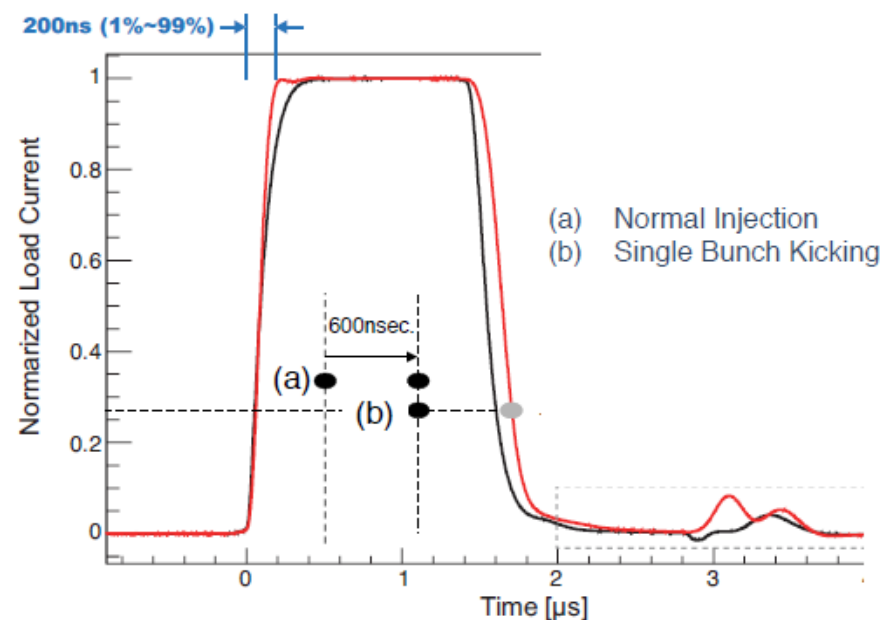 200ns (1%~99%)
1
0.8
0.6
0.4
0.2
0
Normarlized Load Current
(a) Normal Injection
(b) Single Bunch Kicking
600nsec.
(a)
(b)
0
1
2
3
Time [µs]